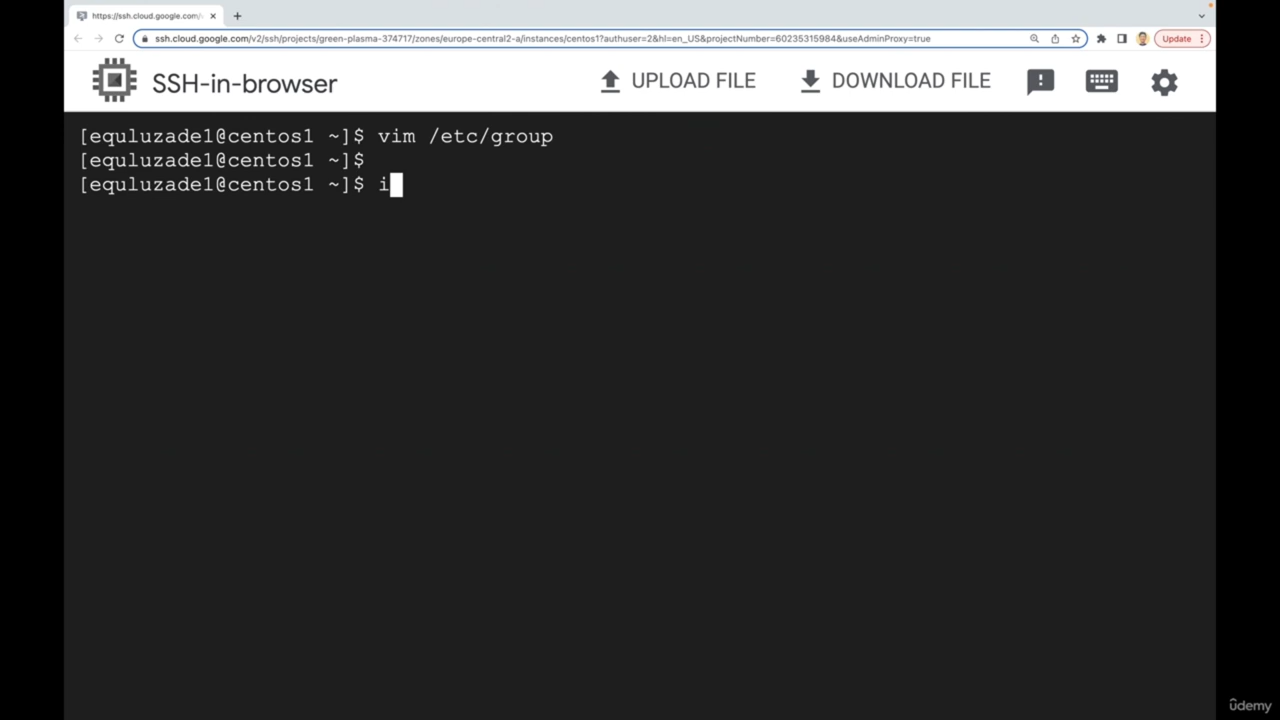 https://ssh.cloud.google.com/v
ssh.cloud.google.com/v2/ssh/projects/green-plasma-374717/zones/europe-central2-a/instances/centos1?authuser=2&hl=en_US&projectNumber=60235315984&useAdminProxy=true
Update
SSH-in-browser
UPLOAD FILE
DOWNLOAD FILE
[equluzade1@centos1 ~]$ vim /etc/group
[equluzade1@centos1 ~]$
[equluzade1@centos1 ~]$ i
ûdemy